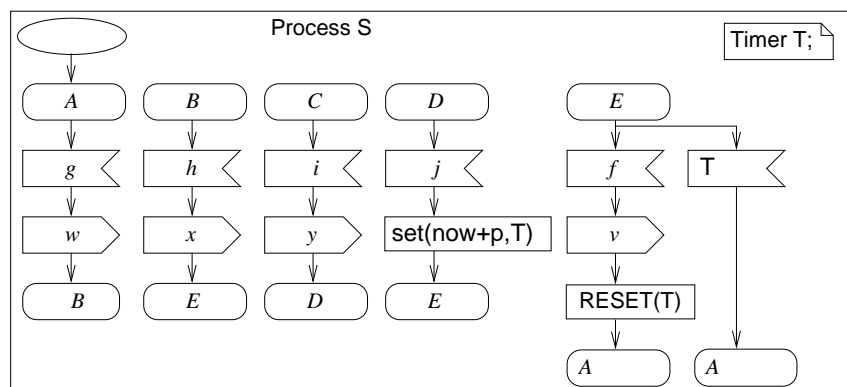 Process S
Timer T;
A B C D E
g h i j f T
w x y set(now+p,T) v
B E D E RESET(T)
A A